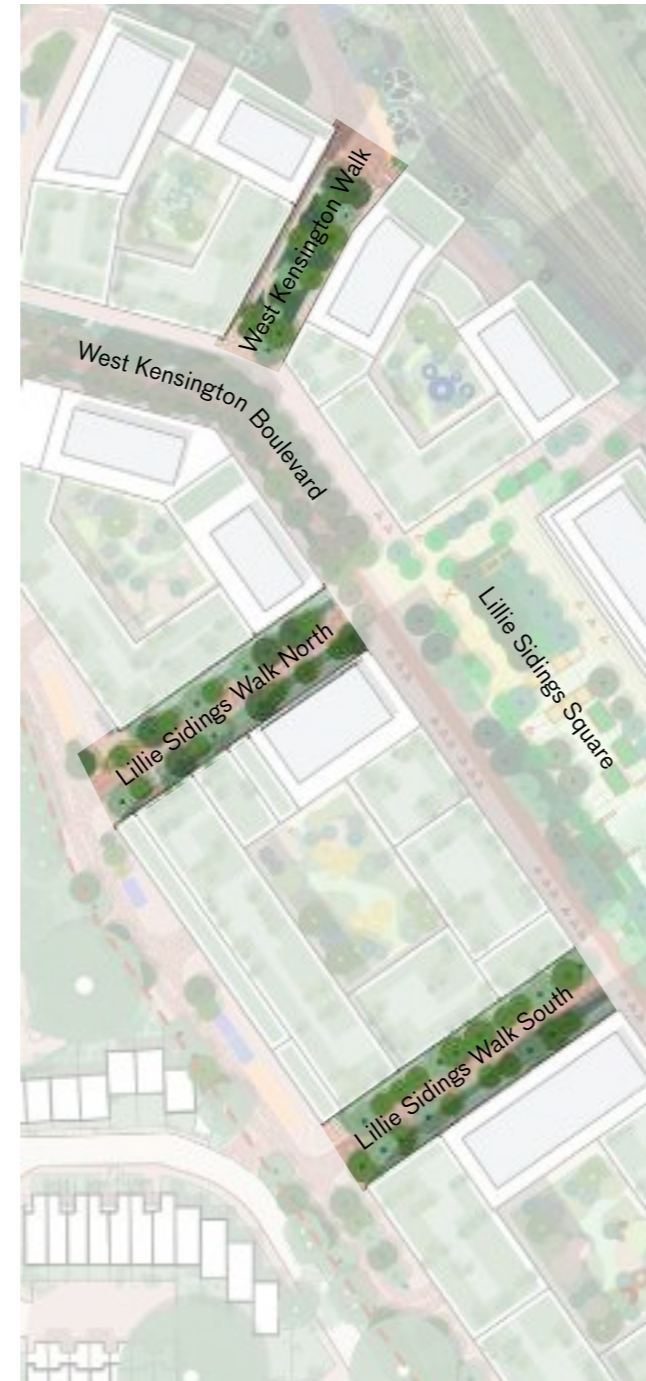 West Kensington Walk
West Kensington Boulevard
Lillie Sidings Square
Lillie Sidings Walk North
Lillie Sidings Walk South